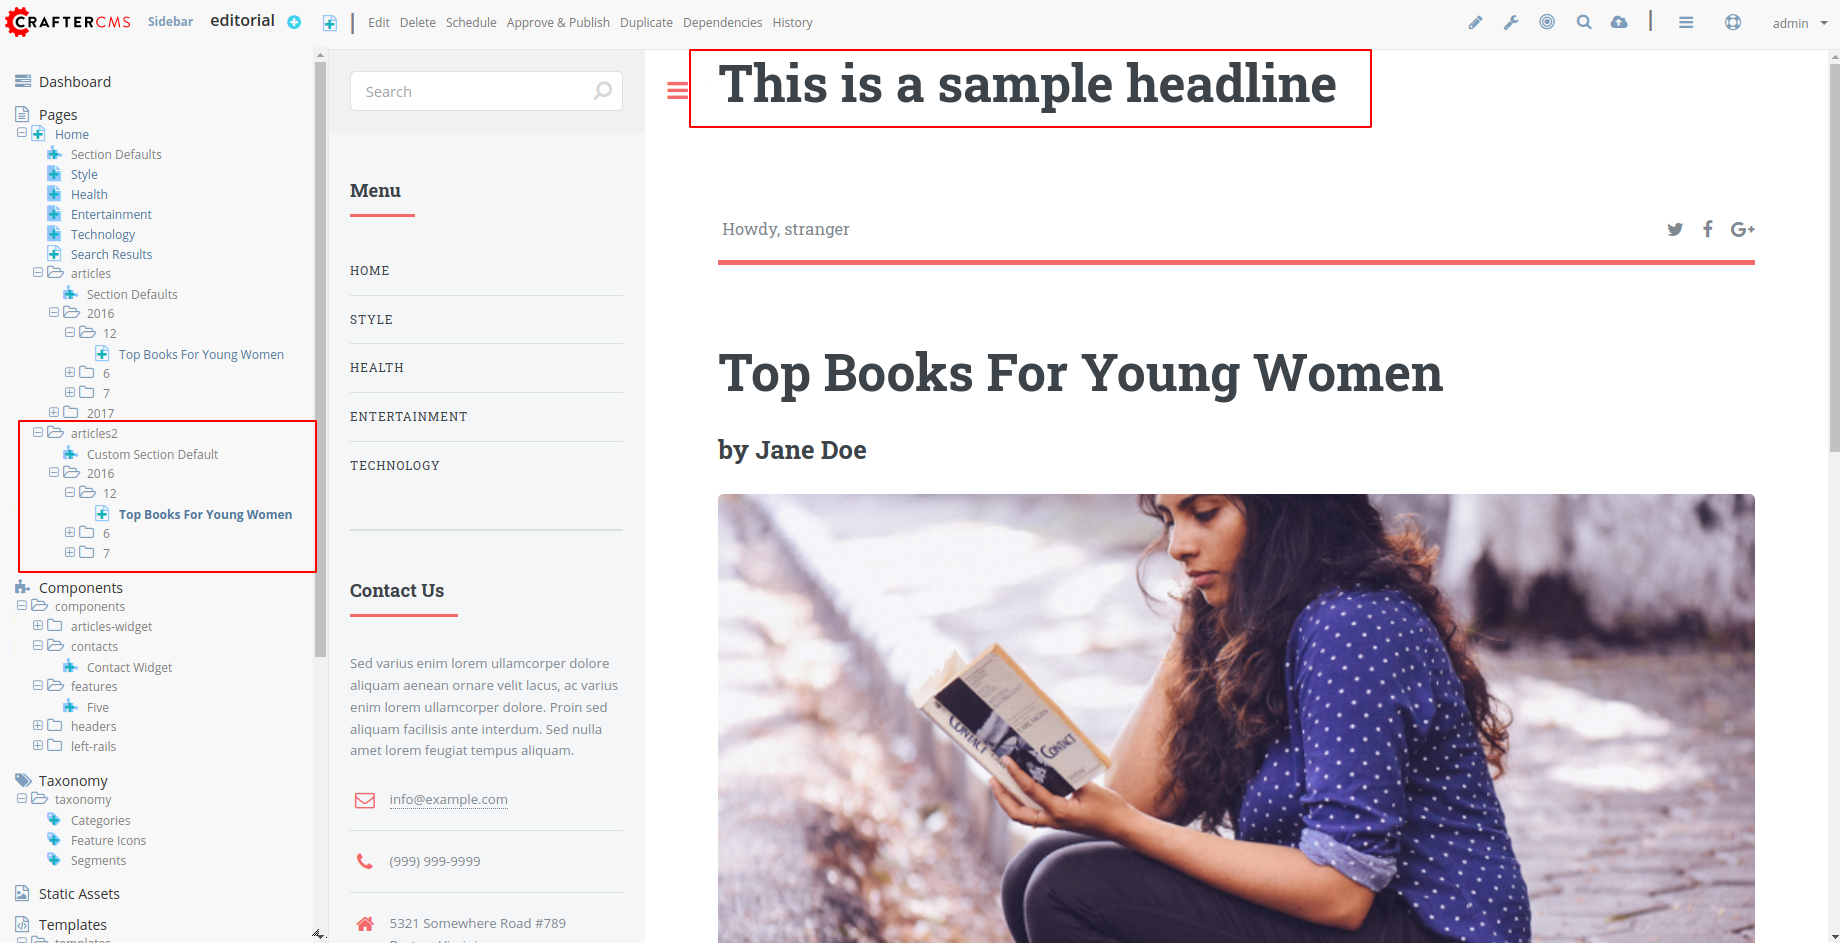 CRAFTERCMS Sidebar editorial Edit Delete Schedule Approve & Publish Duplicate Dependencies History admin
Dashboard
Pages
Home
Section Defaults
Style
Health
Entertainment
Technology
Search Results
articles
Section Defaults
2016
12
Top Books For Young Women
6
7
2017
articles2
Custom Section Default
2016
12
Top Books For Young Women
6
7
Components
components
articles-widget
contacts
Contact Widget
features
Five
headers
left-rails
Taxonomy
taxonomy
Categories
Feature Icons
Segments
Static Assets
Templates
templates
Search
Menu
HOME
STYLE
HEALTH
ENTERTAINMENT
TECHNOLOGY
Contact Us
Sed varius enim lorem ullamcorper dolore
aliquam aenean ornare velit lacus, ac varius
enim lorem ullamcorper dolore. Proin sed
aliquam facilisis ante interdum. Sed nulla
amet lorem feugiat tempus aliquam.
info@example.com
(999) 999-9999
5321 Somewhere Road #789
This is a sample headline
Howdy, stranger
Top Books For Young Women
by Jane Doe
CONTACT
CONTACT